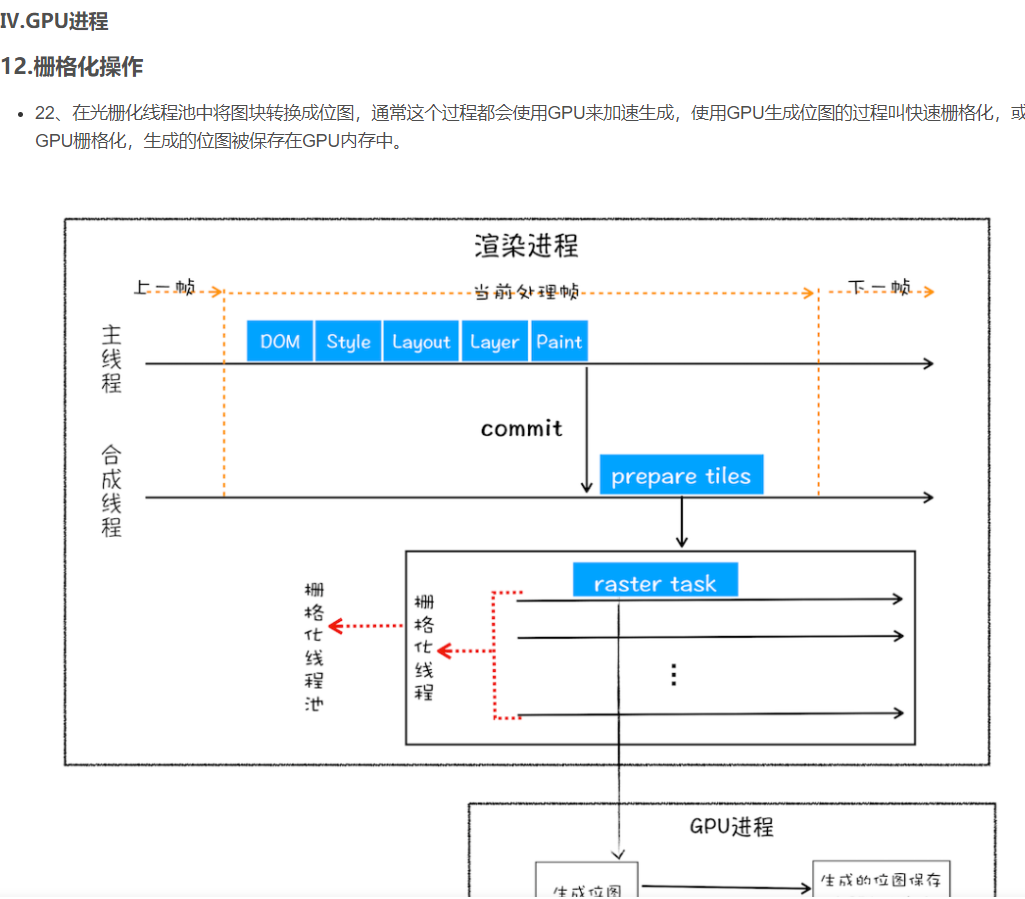 IV.GPU进程
12.栅格化操作
22、在光栅化线程池中将图块转换成位图，通常这个过程都会使用GPU来加速生成，使用GPU生成位图的过程叫快速栅格化，或
GPU栅格化，生成的位图被保存在GPU内存中。
渲染进程
上一帧
当前处理帧
下一帧
主线程
DOM
Style
Layout
Layer
Paint
commit
合成线程
prepare tiles
raster task
栅格化线程池
栅格化线程
GPU进程
生成位图
生成的位图保存